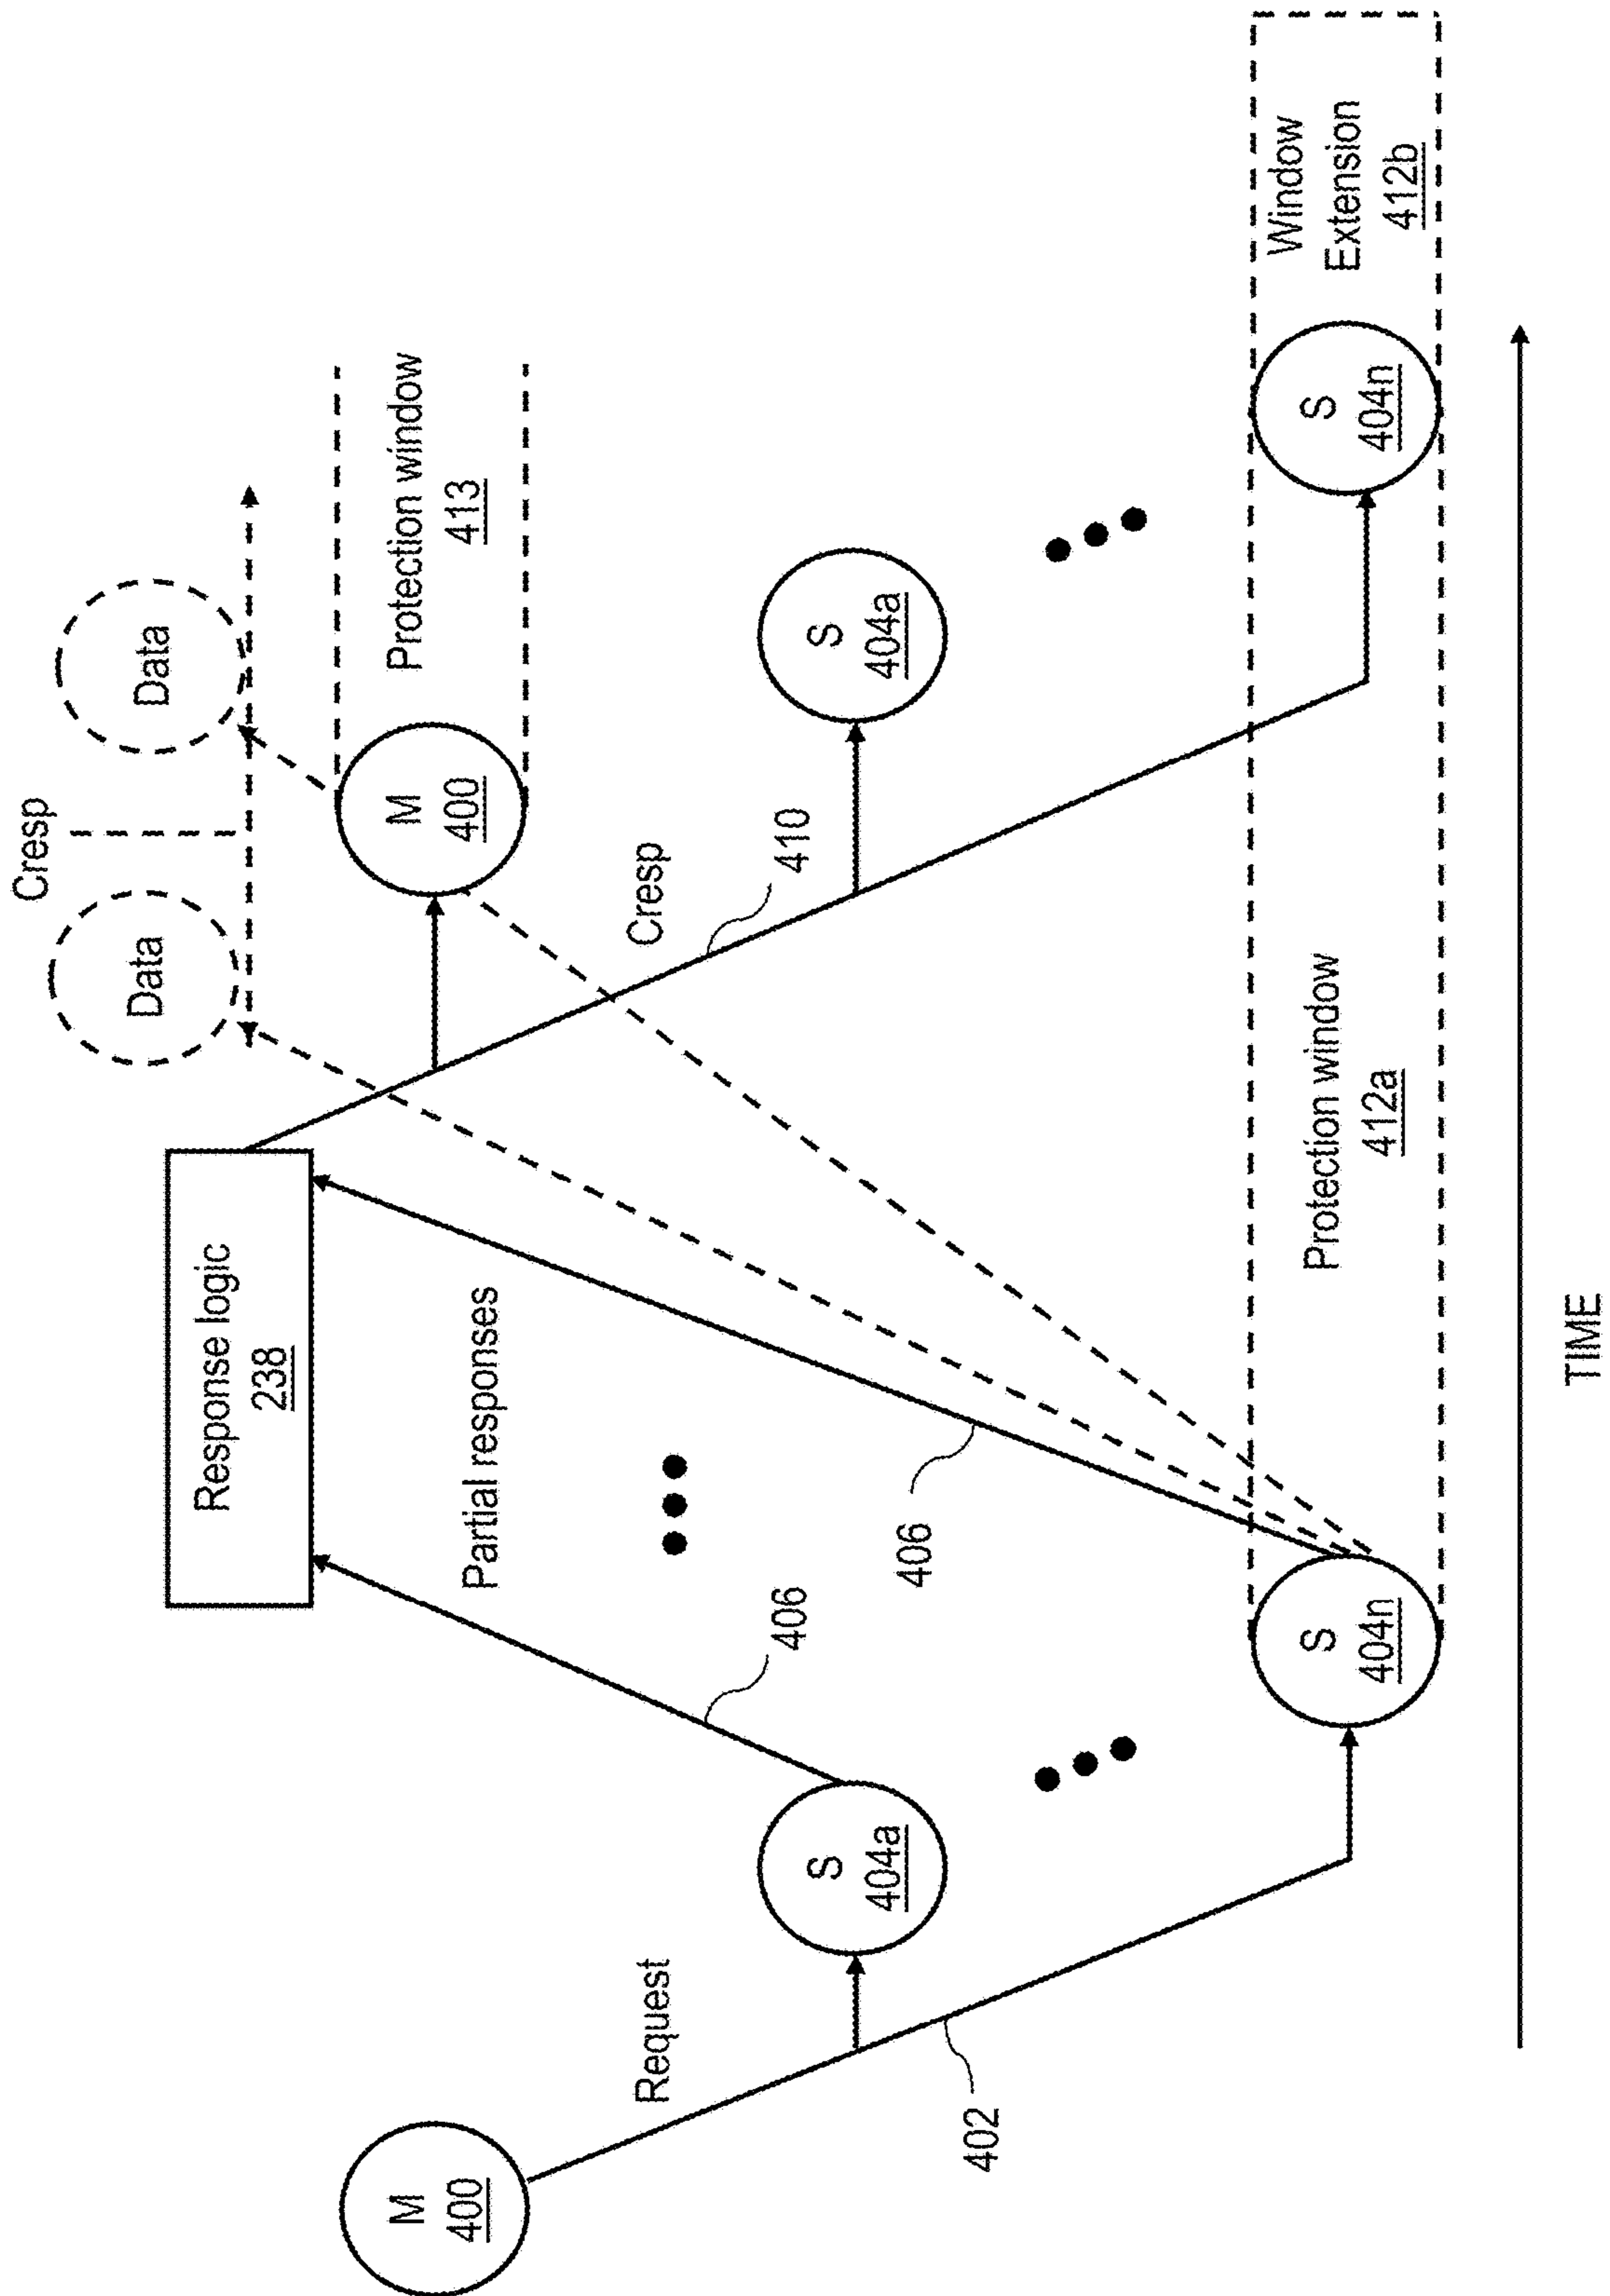 Cresp
Data
Data
Response logic
238
M
400
Protection window
413
M
400
Partial responses
Request
406
Cresp
410
S
404a
S
404a
406
402
Protection window
412a
Window
Extension
412b
S
404n
S
404n
TIME